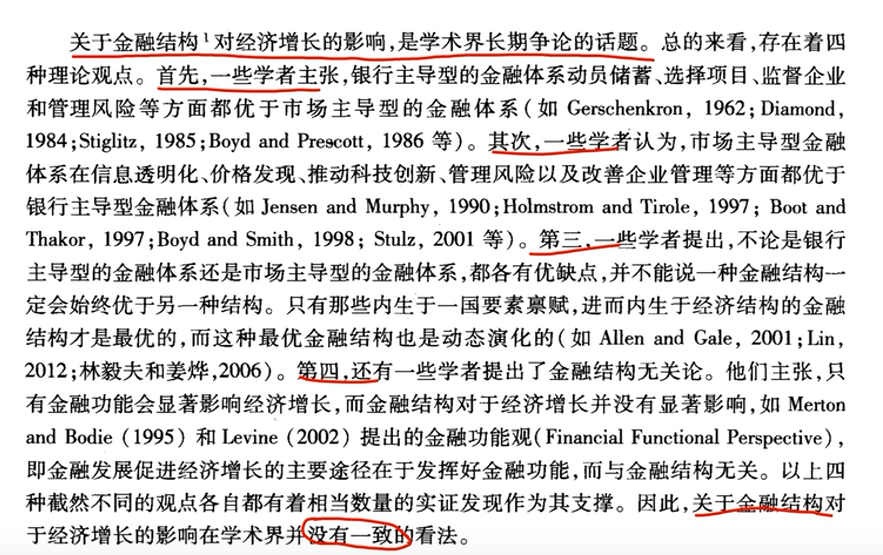 关于金融结构¹对经济增长的影响,是学术界长期争论的话题。总的来看,存在着四
种理论观点。首先,一些学者主张,银行主导型的金融体系动员储蓄、选择项目、监督企业
和管理风险等方面都优于市场主导型的金融体系(如 Gerschenkron, 1962; Diamond,
1984;Stiglitz, 1985;Boyd and Prescott, 1986 等)。其次,一些学者认为,市场主导型金融
体系在信息透明化、价格发现、推动科技创新、管理风险以及改善企业管理等方面都优于
银行主导型金融体系(如 Jensen and Murphy, 1990;Holmstrom and Tirole, 1997; Boot and
Thakor, 1997;Boyd and Smith, 1998; Stulz, 2001 等)。第三,一些学者提出,不论是银行
主导型的金融体系还是市场主导型的金融体系,都各有优缺点,并不能说一种金融结构一
定会始终优于另一种结构。只有那些内生于一国要素禀赋,进而内生于经济结构的金融
结构才是最优的,而这种最优金融结构也是动态演化的(如 Allen and Gale, 2001;Lin,
2012;林毅夫和姜烨,2006)。第四,还有一些学者提出了金融结构无关论。他们主张,只
有金融功能会显著影响经济增长,而金融结构对于经济增长并没有显著影响,如 Merton
and Bodie (1995) 和 Levine (2002) 提出的金融功能观(Financial Functional Perspective),
即金融发展促进经济增长的主要途径在于发挥好金融功能,而与金融结构无关。以上四
种截然不同的观点各自都有着相当数量的实证发现作为其支撑。因此,关于金融结构对
于经济增长的影响在学术界并没有一致的看法。